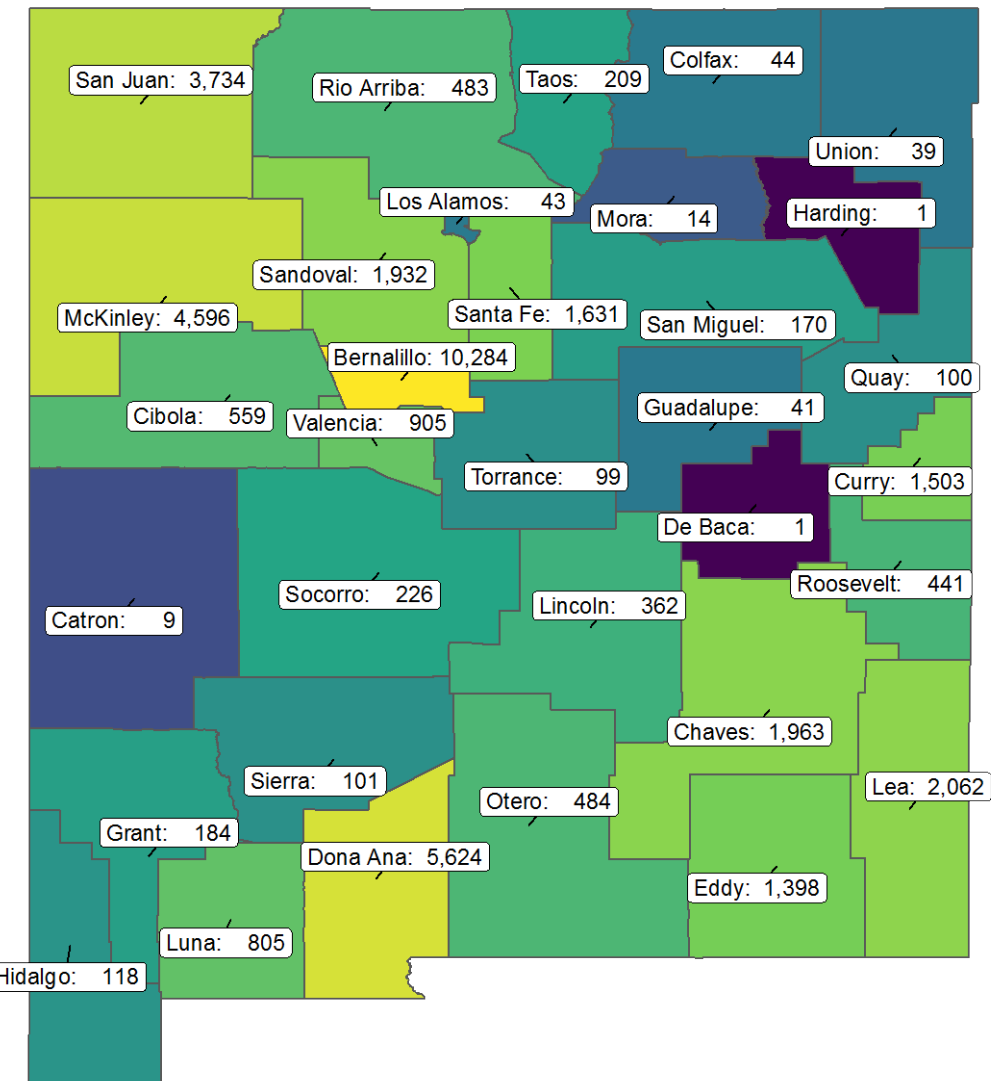 San Juan: 3,734
Rio Arriba: 483
Taos: 209
Colfax: 44
Union: 39
Los Alamos: 43
Mora: 14
Harding: 1
Sandoval: 1,932
McKinley: 4,596
Santa Fe: 1,631
San Miguel: 170
Bernalillo: 10,284
Quay: 100
Cibola: 559
Valencia: 905
Guadalupe: 41
Torrance: 99
Curry: 1,503
De Baca: 1
Roosevelt: 441
Catron: 9
Socorro: 226
Lincoln: 362
Chaves: 1,963
Sierra: 101
Otero: 484
Lea: 2,062
Grant: 184
Dona Ana: 5,624
Eddy: 1,398
Luna: 805
Hidalgo: 118